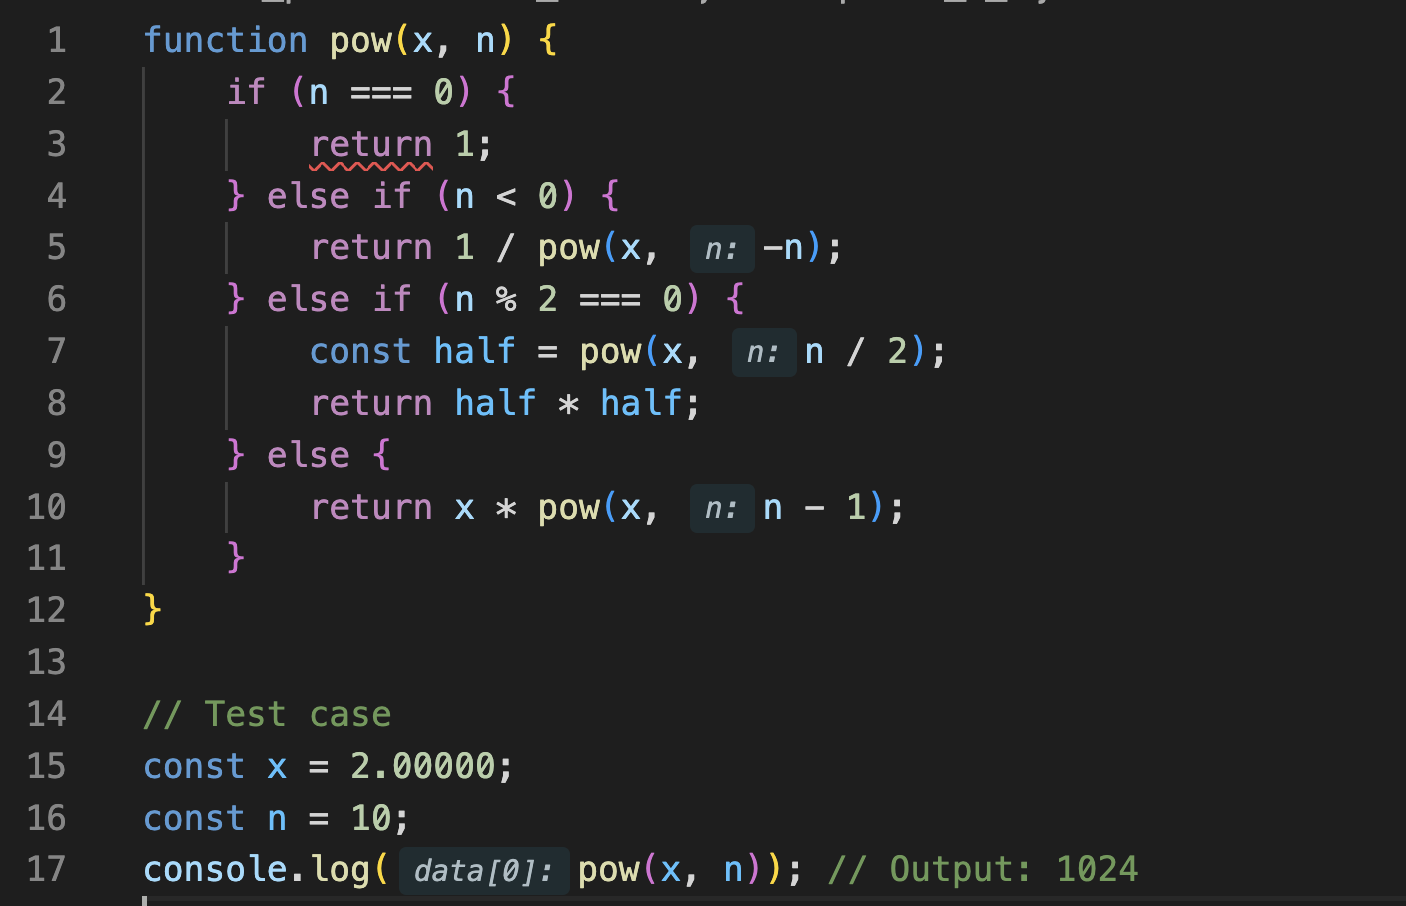 1 function pow(x, n) {
2 if (n === 0) {
3 return 1;
4 } else if (n < 0) {
5 return 1 / pow(x, n: -n);
6 } else if (n % 2 === 0) {
7 const half = pow(x, n: n / 2);
8 return half * half;
9 } else {
10 return x * pow(x, n: n - 1);
11 }
12 }
13
14 // Test case
15 const x = 2.00000;
16 const n = 10;
17 console.log( data[0]: pow(x, n)); // Output: 1024